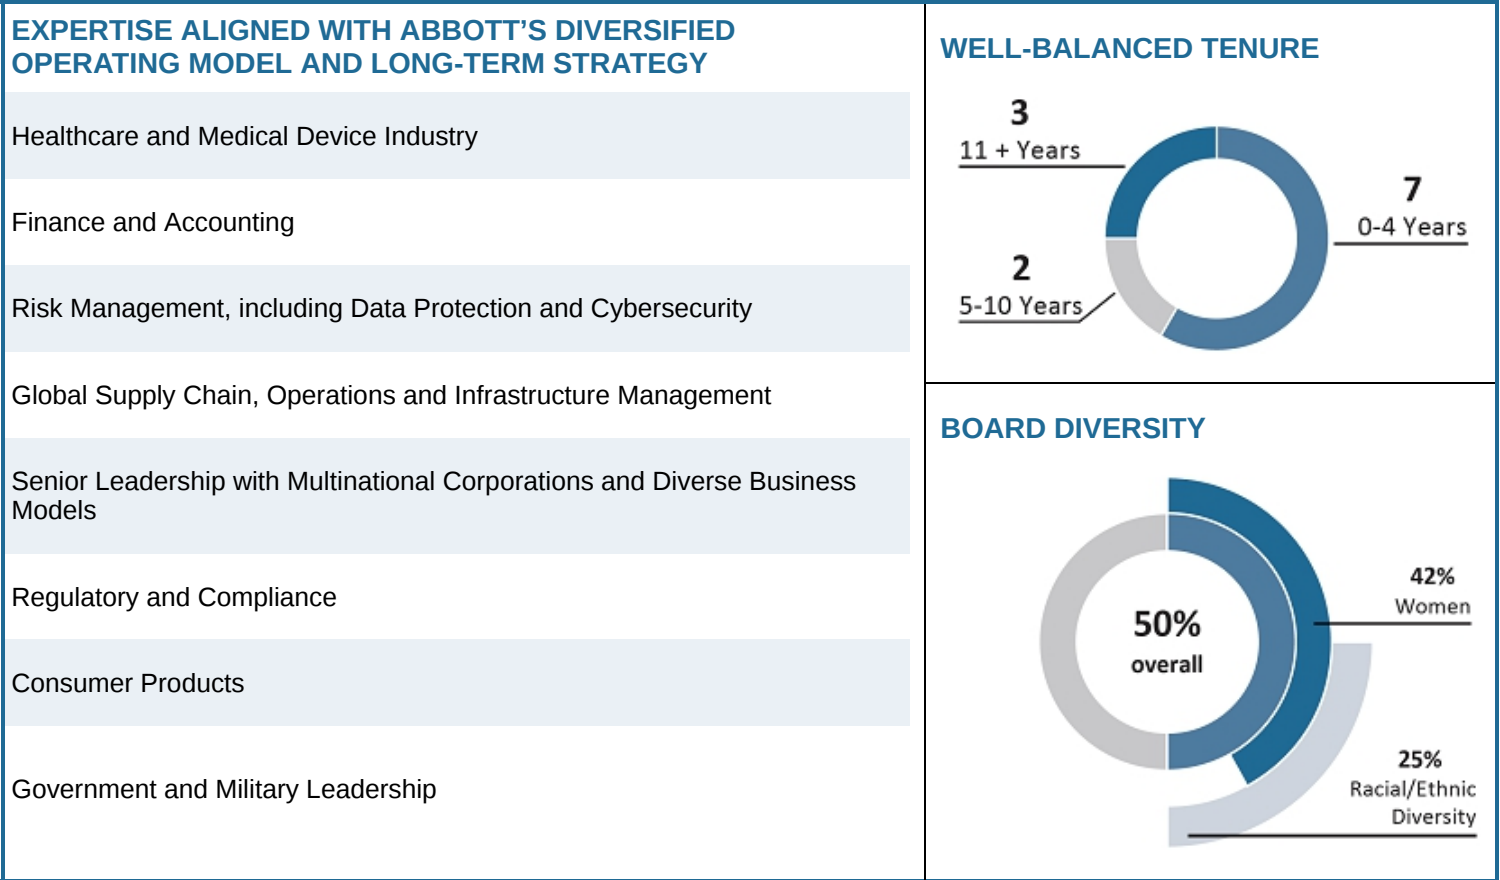 EXPERTISE ALIGNED WITH ABBOTT’S DIVERSIFIED
OPERATING MODEL AND LONG-TERM STRATEGY
Healthcare and Medical Device Industry
Finance and Accounting
Risk Management, including Data Protection and Cybersecurity
Global Supply Chain, Operations and Infrastructure Management
Senior Leadership with Multinational Corporations and Diverse Business
Models
Regulatory and Compliance
Consumer Products
Government and Military Leadership
WELL-BALANCED TENURE
3
11 + Years
7
0-4 Years
2
5-10 Years
BOARD DIVERSITY
42%
Women
50%
overall
25%
Racial/Ethnic
Diversity